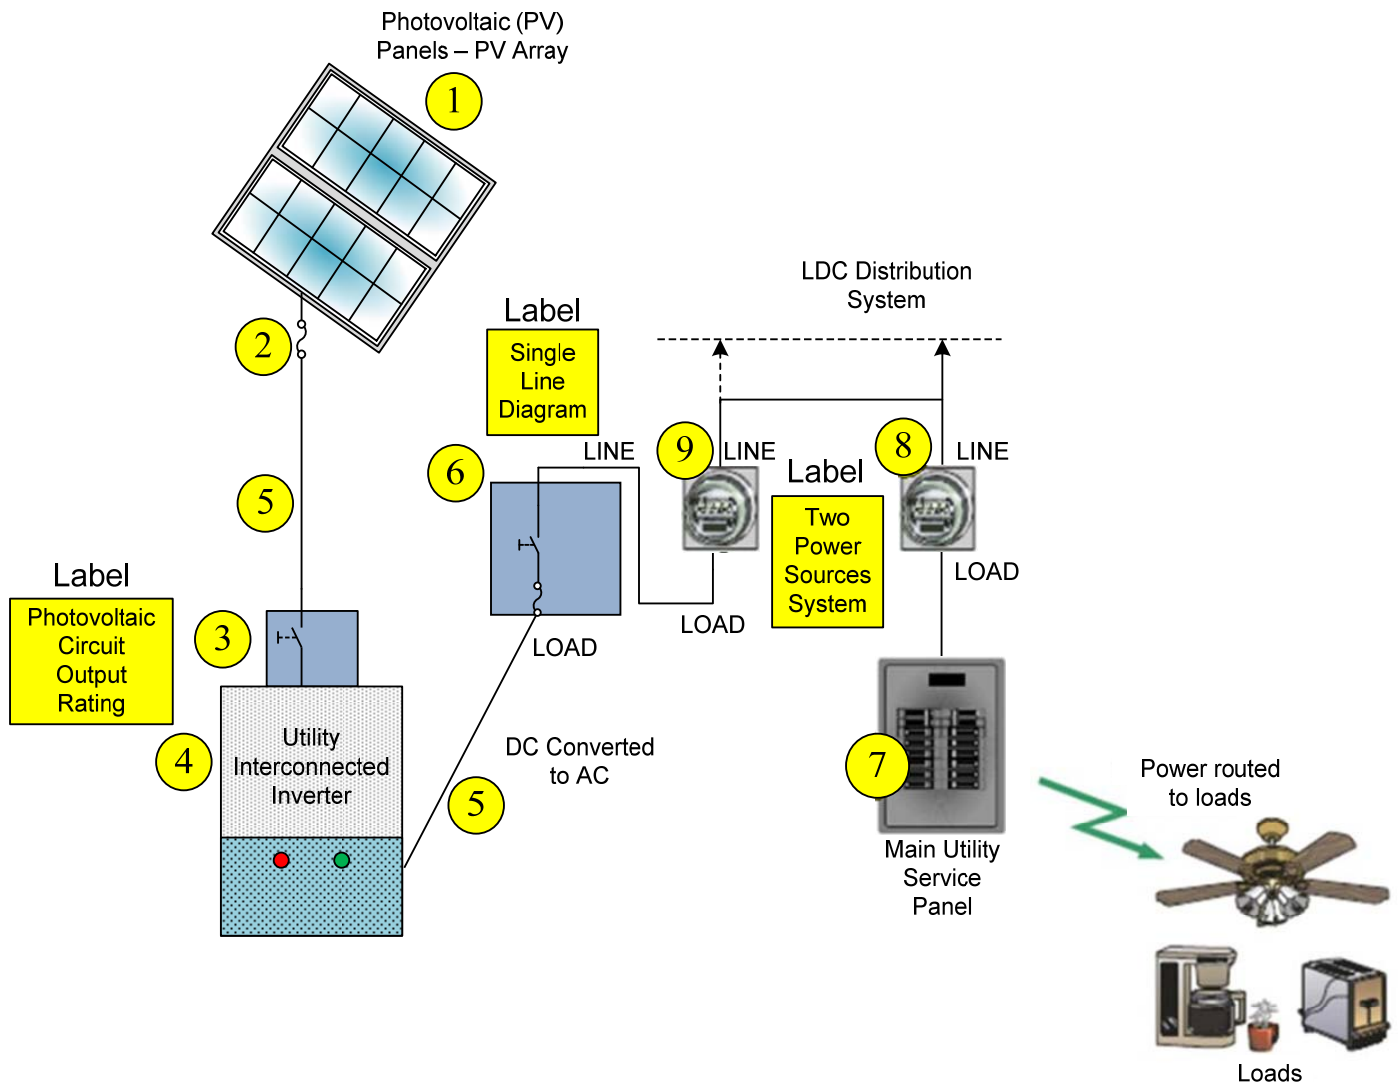 Photovoltaic (PV)
Panels – PV Array
1
LDC Distribution
System
Label
Single
Line
Diagram
2
9
LINE
8
LINE
LINE
6
Label
Two
Power
Sources
System
5
LOAD
Label
Photovoltaic
Circuit
Output
Rating
3
LOAD
LOAD
Utility
Interconnected
Inverter
4
DC Converted
to AC
5
7
Power routed
to loads
Main Utility
Service
Panel
Loads